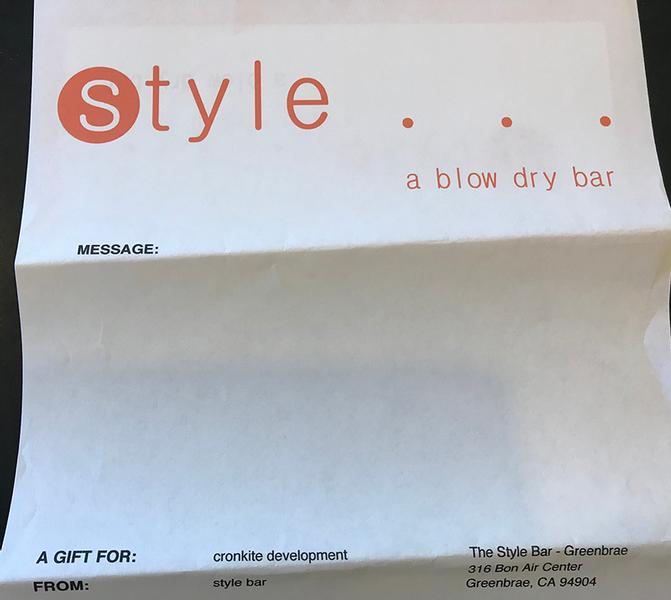 style . . .
a blow dry bar
MESSAGE:
A GIFT FOR: cronkite development The Style Bar - Greenbrae
316 Bon Air Center
FROM: style bar Greenbrae, CA 94904